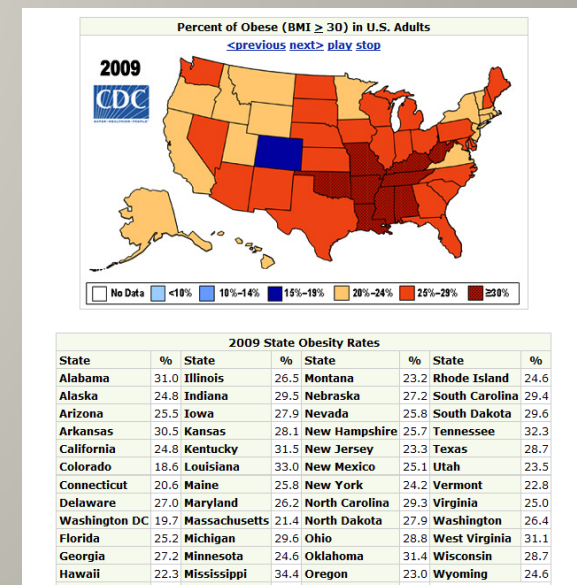 Percent of Obese (BMI ≥ 30) in U.S. Adults
<previous next> play stop
2009
CDC
No Data <10% 10%–14% 15%–19% 20%–24% 25%–29% ≥30%
2009 State Obesity Rates
State % State % State % State %
Alabama 31.0 Illinois 26.5 Montana 23.2 Rhode Island 24.6
Alaska 24.8 Indiana 29.5 Nebraska 27.2 South Carolina 29.4
Arizona 25.5 Iowa 27.9 Nevada 25.8 South Dakota 29.6
Arkansas 30.5 Kansas 28.1 New Hampshire 25.7 Tennessee 32.3
California 24.8 Kentucky 31.5 New Jersey 23.3 Texas 28.7
Colorado 18.6 Louisiana 33.0 New Mexico 25.1 Utah 23.5
Connecticut 20.6 Maine 25.8 New York 24.2 Vermont 22.8
Delaware 27.0 Maryland 26.2 North Carolina 29.3 Virginia 25.0
Washington DC 19.7 Massachusetts 21.4 North Dakota 27.9 Washington 26.4
Florida 25.2 Michigan 29.6 Ohio 28.8 West Virginia 31.1
Georgia 27.2 Minnesota 24.6 Oklahoma 31.4 Wisconsin 28.7
Hawaii 22.3 Mississippi 34.4 Oregon 23.0 Wyoming 24.6